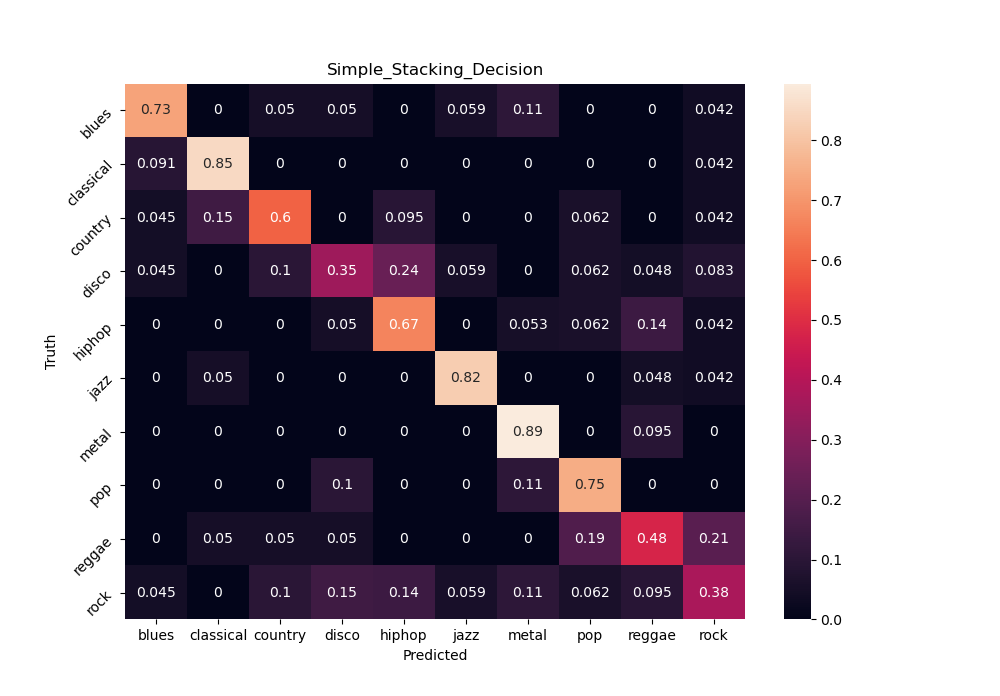 Simple_Stacking_Decision
Truth
blues 0.73 0 0.05 0.05 0 0.059 0.11 0 0 0.042
classical 0.091 0.85 0 0 0 0 0 0 0 0.042
country 0.045 0.15 0.6 0 0.095 0 0 0.062 0 0.042
disco 0.045 0 0.1 0.35 0.24 0.059 0 0.062 0.048 0.083
hiphop 0 0 0 0.05 0.67 0 0.053 0.062 0.14 0.042
jazz 0 0.05 0 0 0 0.82 0 0 0.048 0.042
metal 0 0 0 0 0 0 0.89 0 0.095 0
pop 0 0 0 0.1 0 0 0.11 0.75 0 0
reggae 0 0.05 0.05 0.05 0 0 0 0.19 0.48 0.21
rock 0.045 0 0.1 0.15 0.14 0.059 0.11 0.062 0.095 0.38
blues classical country disco hiphop jazz metal pop reggae rock
Predicted
0.8
0.7
0.6
0.5
0.4
0.3
0.2
0.1
0.0